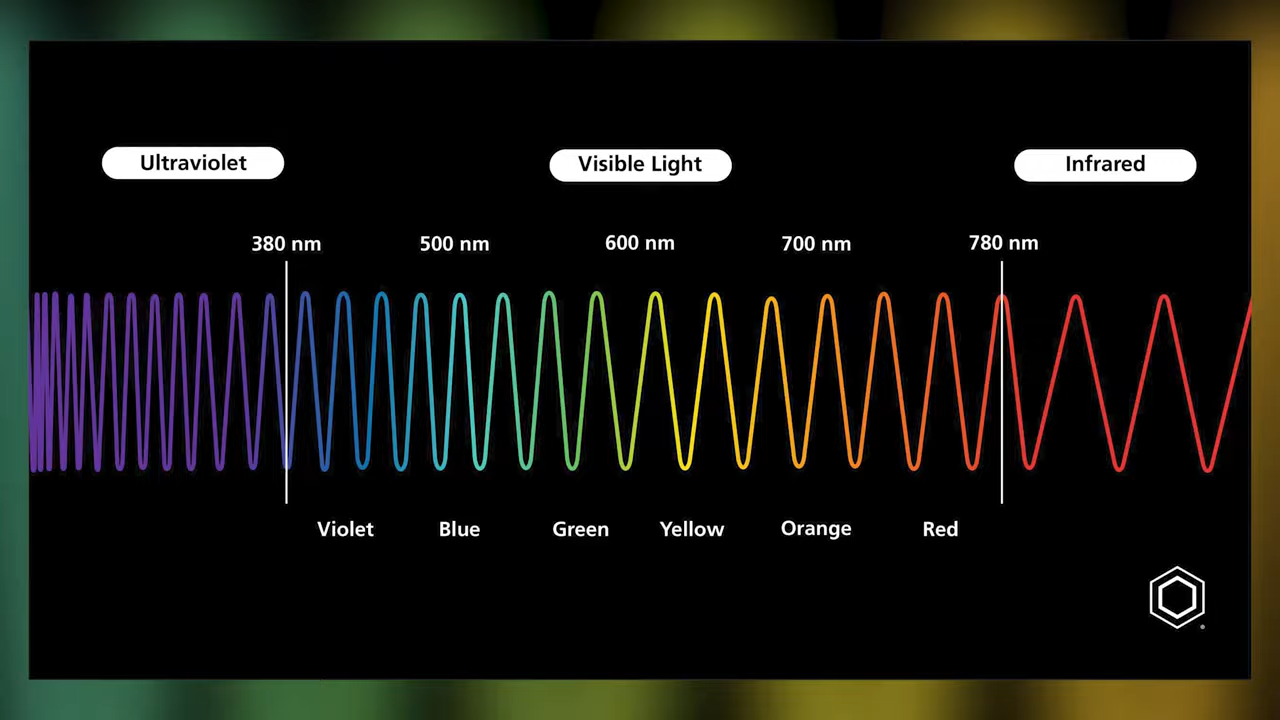 Ultraviolet
Visible Light
Infrared
380 nm
500 nm
600 nm
700 nm
780 nm
Violet
Blue
Green
Yellow
Orange
Red